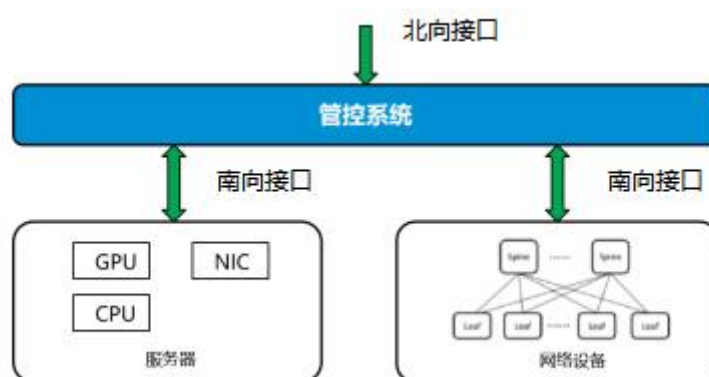 北向接口
管控系统
南向接口
南向接口
GPU
NIC
CPU
服务器
Spine
······
Spine
Leaf
Leaf
······
Leaf
Leaf
网络设备